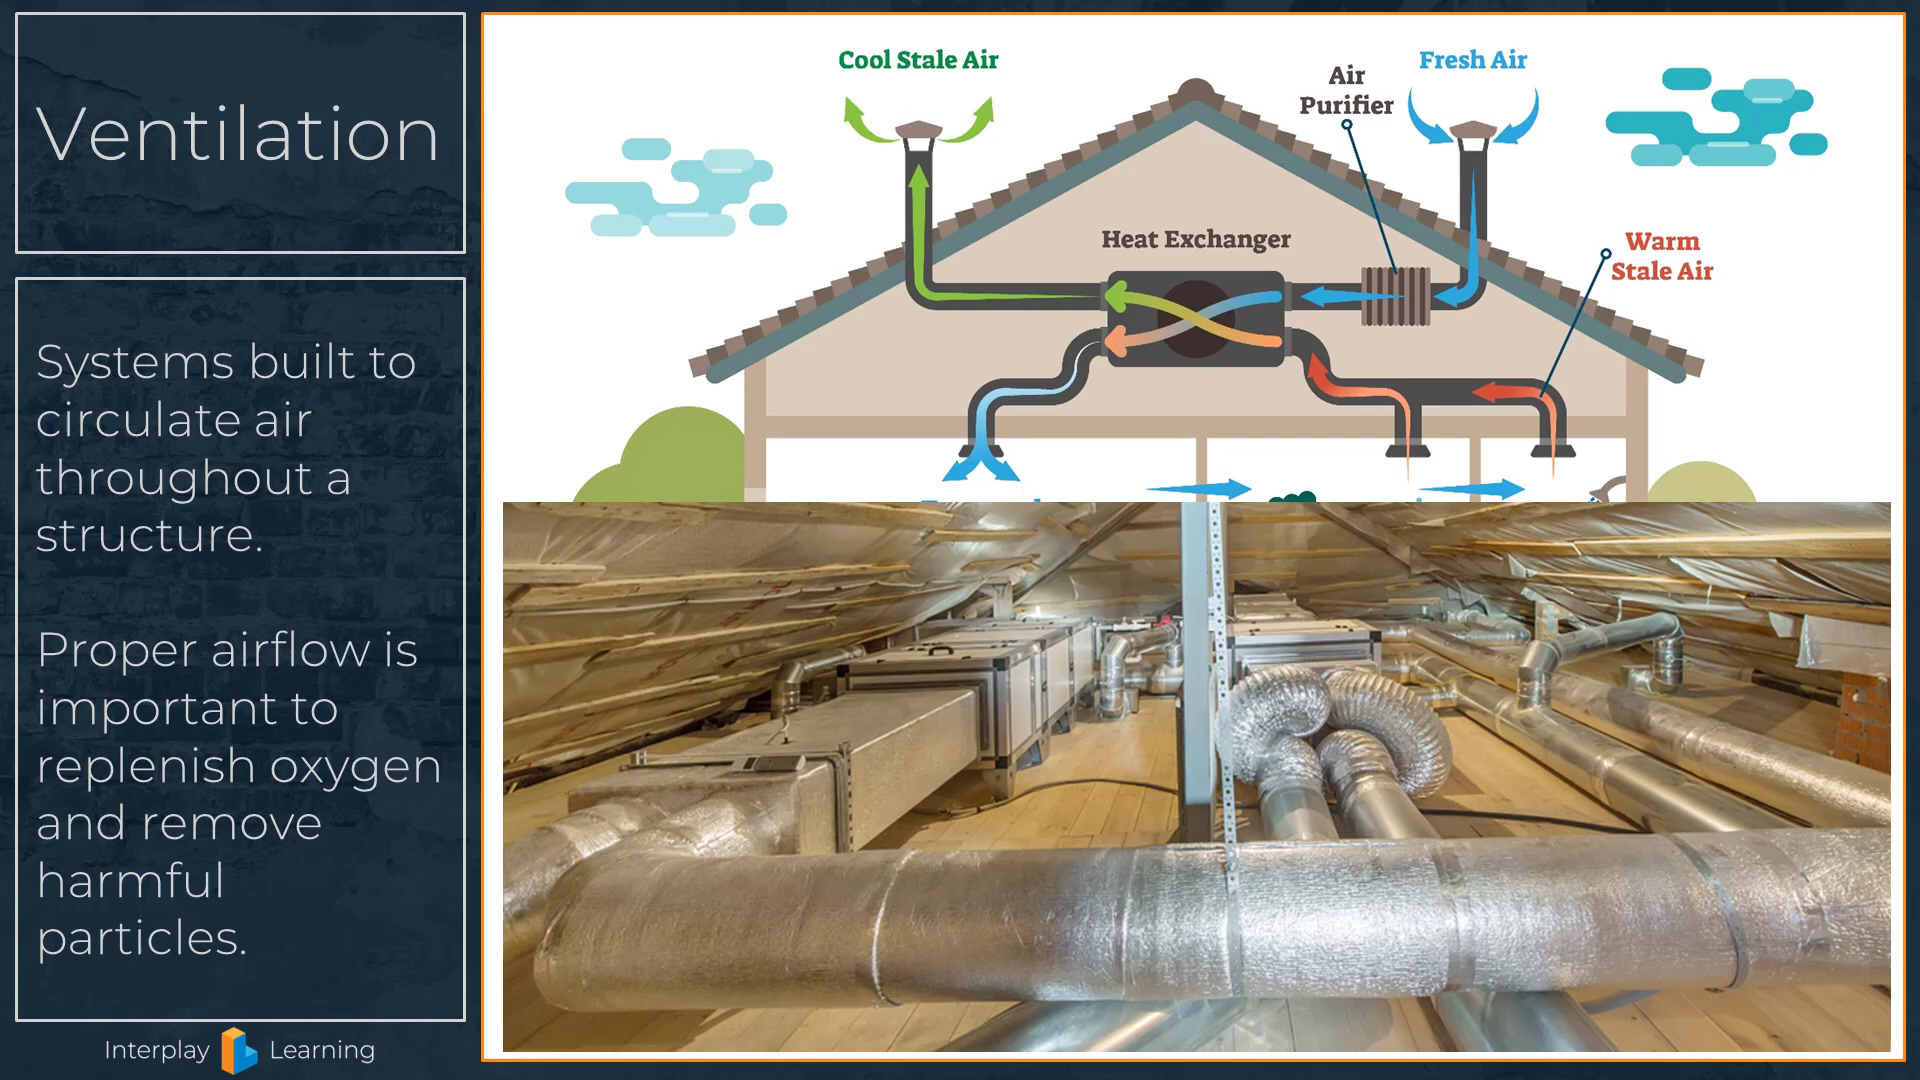 Ventilation
Systems built to
circulate air
throughout a
structure.
Proper airflow is
important to
replenish oxygen
and remove
harmful
particles.
Interplay Learning
Cool Stale Air
Air
Purifier
Fresh Air
Heat Exchanger
Warm
Stale Air